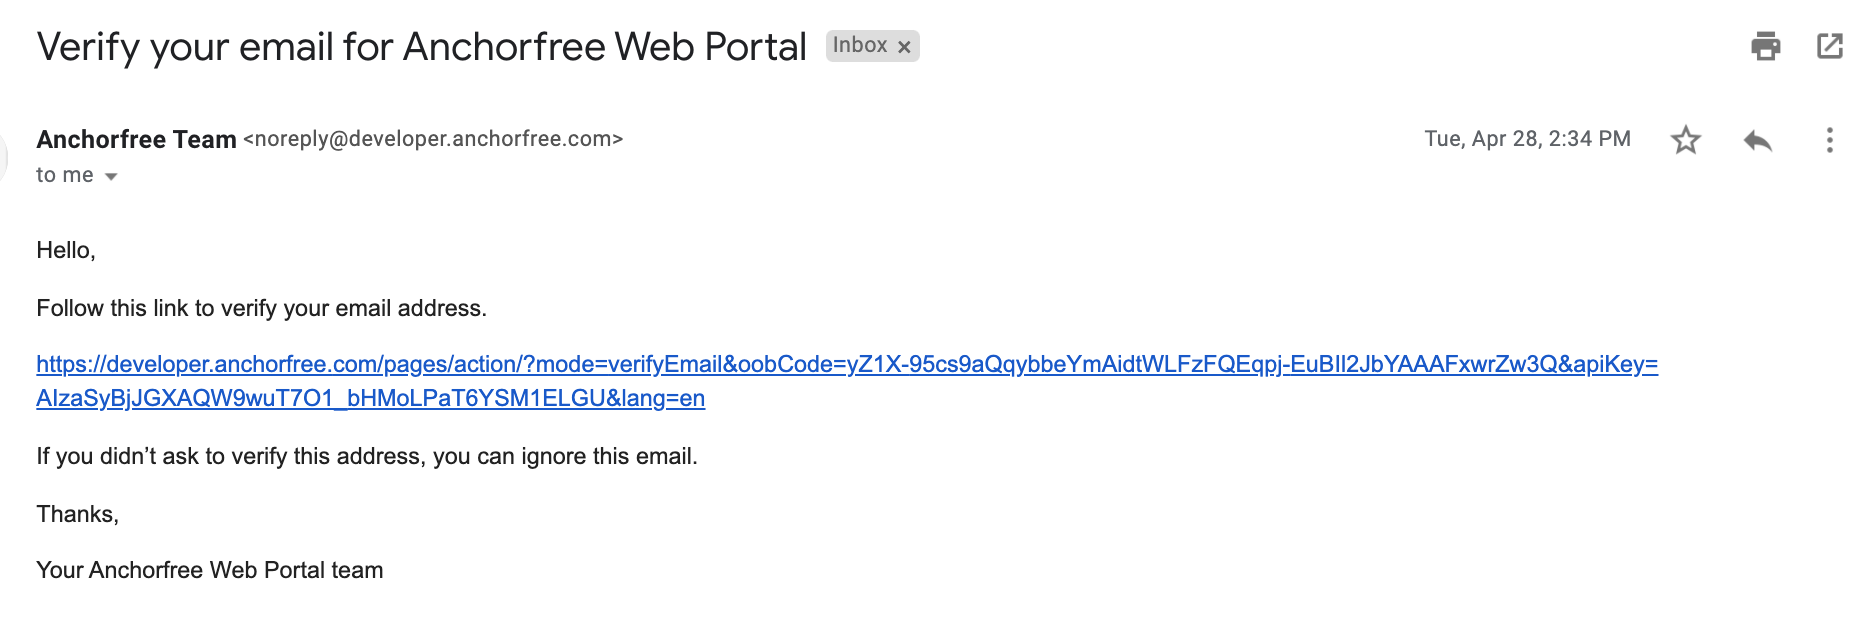 Verify your email for Anchorfree Web Portal Inbox ×
Anchorfree Team <noreply@developer.anchorfree.com> Tue, Apr 28, 2:34 PM
to me
Hello,
Follow this link to verify your email address.
https://developer.anchorfree.com/pages/action/?mode=verifyEmail&oobCode=yZ1X-95cs9aQqybbeYmAidtWLFzFQEqpj-EuBIl2JbYAAAFxwrZw3Q&apiKey=
AIzaSyBjJGXAQW9wuT7O1_bHMoLPaT6YSM1ELGU&lang=en
If you didn’t ask to verify this address, you can ignore this email.
Thanks,
Your Anchorfree Web Portal team